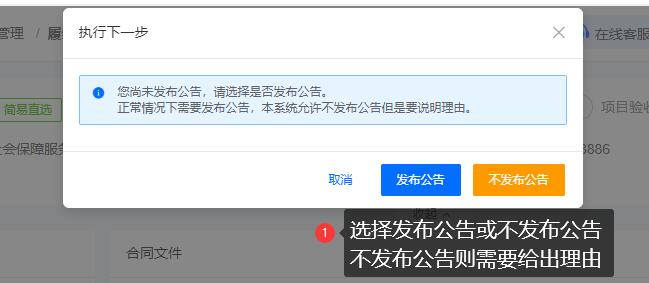 执行下一步
管理 / 履
在线客服
您尚未发布公告，请选择是否发布公告。
正常情况下需要发布公告，本系统允许不发布公告但是要说明理由。
简易直选
项目验收
会保障服务
3886
取消
发布公告
不发布公告
收起
1
选择发布公告或不发布公告
不发布公告则需要给出理由
合同文件